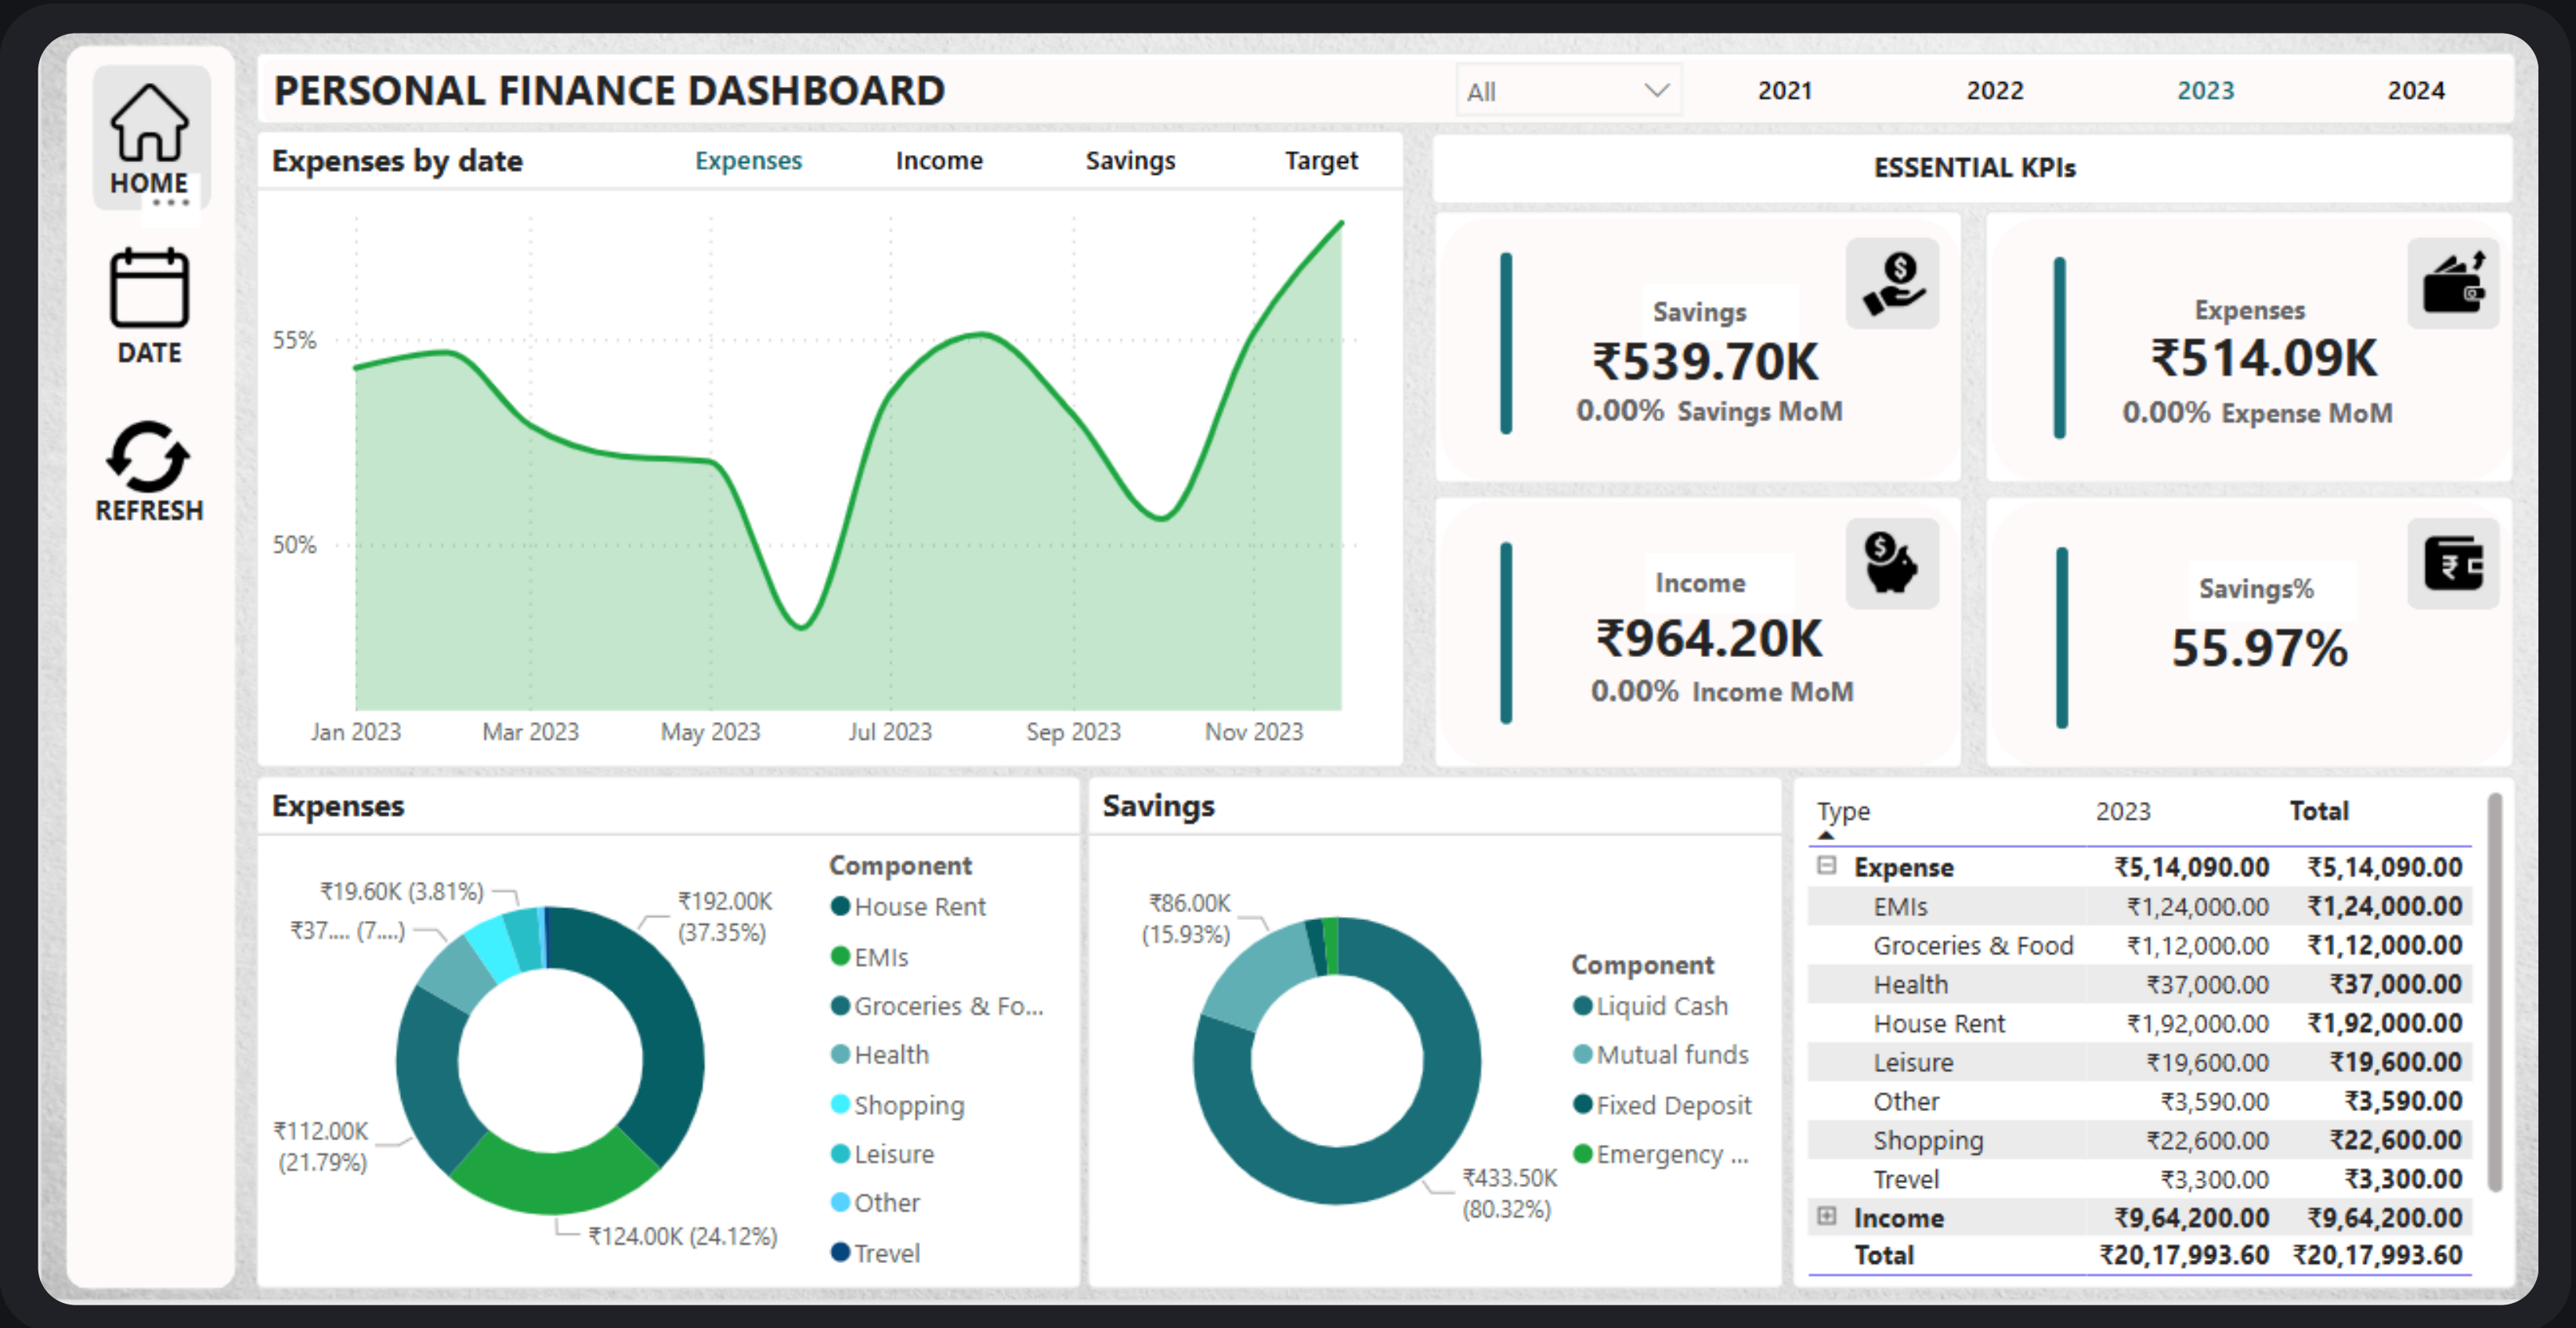 PERSONAL FINANCE DASHBOARD
All
2021
2022
2023
2024
HOME
DATE
REFRESH
Expenses by date
Expenses
Income
Savings
Target
55%
50%
Jan 2023
Mar 2023
May 2023
Jul 2023
Sep 2023
Nov 2023
ESSENTIAL KPIs
Savings
₹539.70K
0.00% Savings MoM
Expenses
₹514.09K
0.00% Expense MoM
Income
₹964.20K
0.00% Income MoM
Savings%
55.97%
Expenses
₹19.60K (3.81%)
₹37.... (7....)
₹192.00K
(37.35%)
₹112.00K
(21.79%)
₹124.00K (24.12%)
Component
House Rent
EMIs
Groceries & Fo...
Health
Shopping
Leisure
Other
Trevel
Savings
₹86.00K
(15.93%)
₹433.50K
(80.32%)
Component
Liquid Cash
Mutual funds
Fixed Deposit
Emergency ...
Type 2023 Total
Expense ₹5,14,090.00 ₹5,14,090.00
EMIs ₹1,24,000.00 ₹1,24,000.00
Groceries & Food ₹1,12,000.00 ₹1,12,000.00
Health ₹37,000.00 ₹37,000.00
House Rent ₹1,92,000.00 ₹1,92,000.00
Leisure ₹19,600.00 ₹19,600.00
Other ₹3,590.00 ₹3,590.00
Shopping ₹22,600.00 ₹22,600.00
Trevel ₹3,300.00 ₹3,300.00
Income ₹9,64,200.00 ₹9,64,200.00
Total ₹20,17,993.60 ₹20,17,993.60